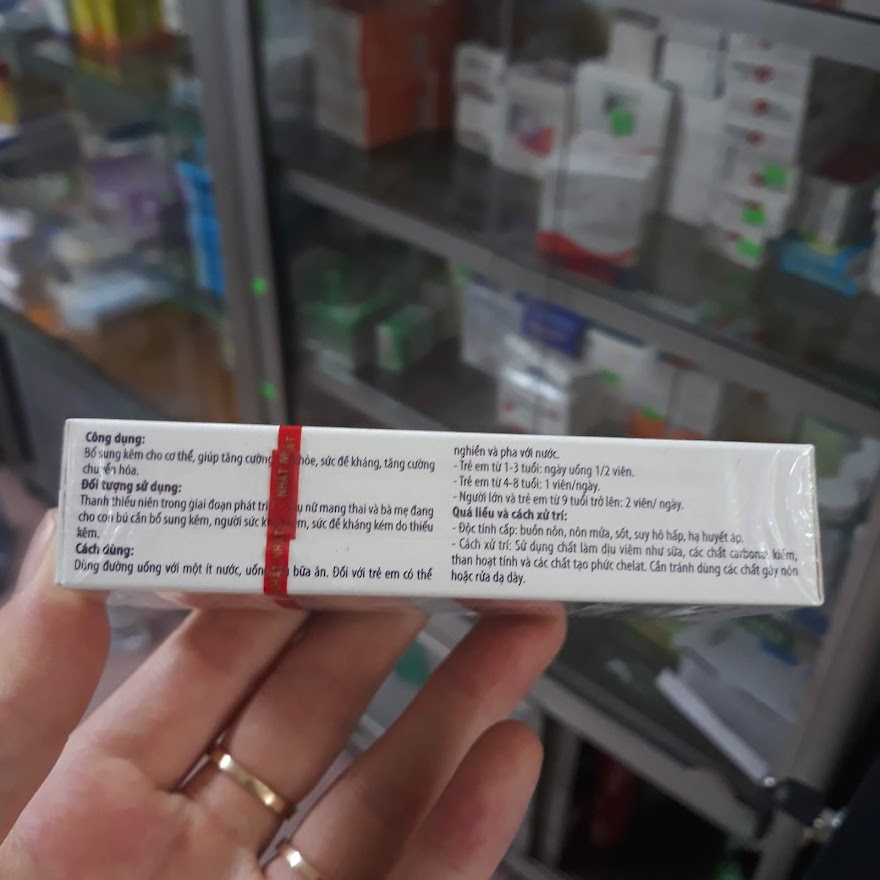 Công dụng:
Bổ sung kẽm cho cơ thể, giúp tăng cường hỏe, sức đề kháng, tăng cường
chuyển hóa.
Đối tượng sử dụng:
Thanh thiếu niên trong giai đoạn phát nữ mang thai và bà mẹ đang
cho con bú cần bổ sung kẽm, người sức sức đề kháng kém do thiếu
kẽm.
Cách dùng:
Dùng đường uống với một ít nước, bữa ăn. Đối với trẻ em có thể
NHẤT NHẤT
nghiền và pha với nước.
- Trẻ em từ 1-3 tuổi: ngày uống 1/2 viên.
- Trẻ em từ 4-8 tuổi: 1 viên/ngày.
- Người lớn và trẻ em từ 9 tuổi trở lên: 2 viên/ ngày.
Quá liều và cách xử trí:
- Độc tính cấp: buồn nôn, nôn mửa, sốt, suy hô hấp, hạ huyết áp.
- Cách xử trí: Sử dụng chất làm dịu viêm như sữa, các chất carbonat kiềm,
than hoạt tính và các chất tạo phức chelat. Cần tránh dùng các chất gây nôn
hoặc rửa dạ dày.